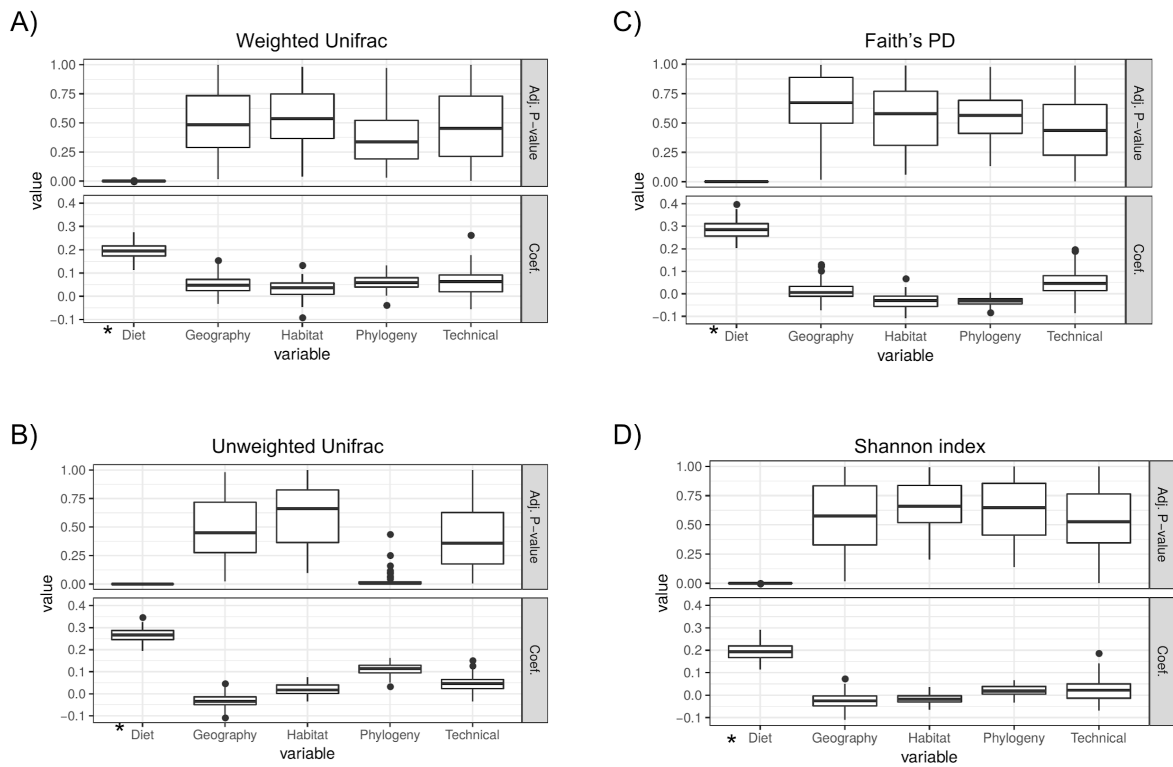 A)
Weighted Unifrac
value
1.00
0.75
0.50
0.25
0.00
Adj. P−value
0.4
0.3
0.2
0.1
0.0
−0.1
Coef.
* Diet Geography Habitat Phylogeny Technical
variable
C)
Faith's PD
value
1.00
0.75
0.50
0.25
0.00
Adj. P−value
0.4
0.3
0.2
0.1
0.0
−0.1
Coef.
* Diet Geography Habitat Phylogeny Technical
variable
B)
Unweighted Unifrac
value
1.00
0.75
0.50
0.25
0.00
Adj. P−value
0.4
0.3
0.2
0.1
0.0
−0.1
Coef.
* Diet Geography Habitat Phylogeny Technical
variable
D)
Shannon index
value
1.00
0.75
0.50
0.25
0.00
Adj. P−value
0.4
0.3
0.2
0.1
0.0
−0.1
Coef.
* Diet Geography Habitat Phylogeny Technical
variable